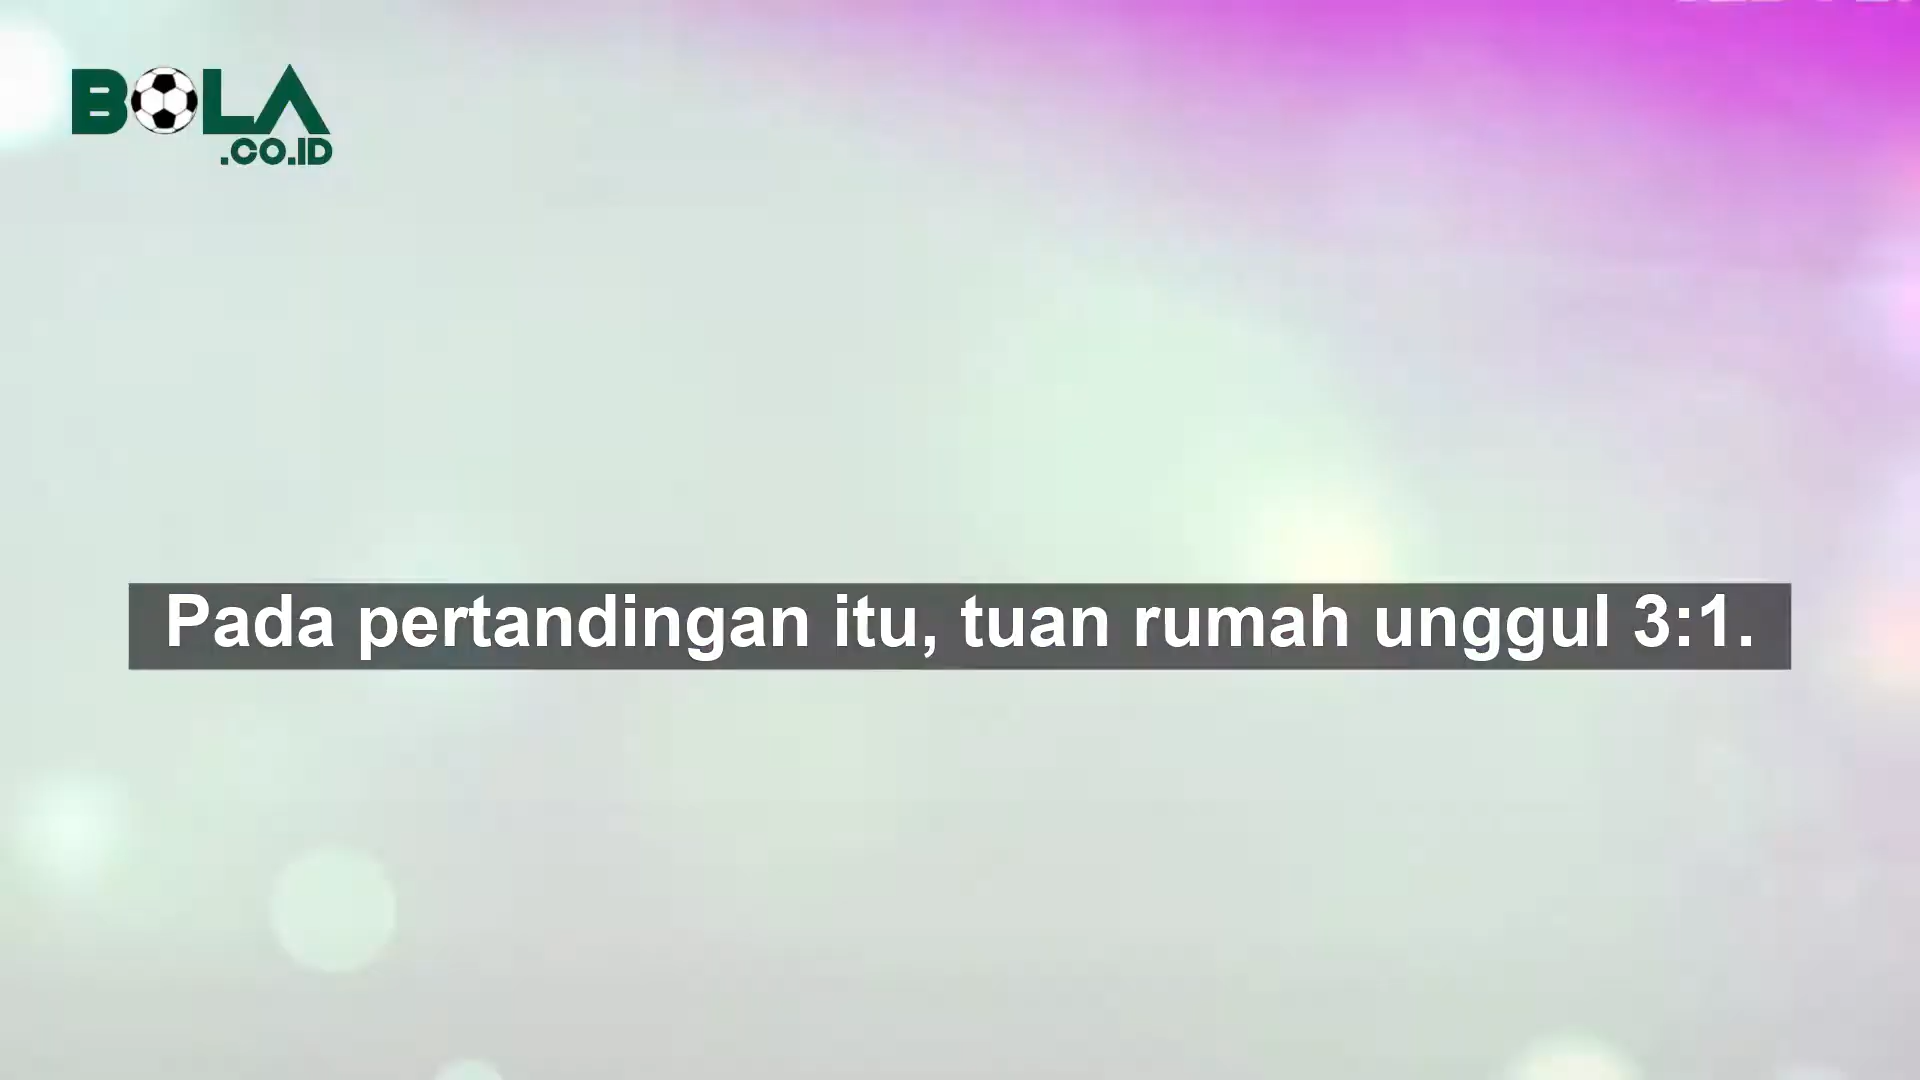 BOLA
.CO.ID
Pada pertandingan itu, tuan rumah unggul 3:1.